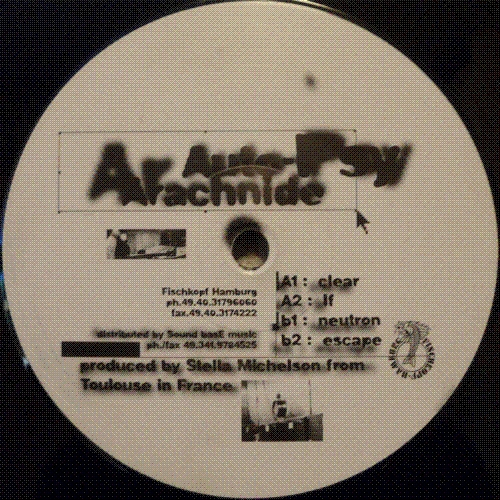 Ar Auto-Psy
Arachnide
Fischkopf Hamburg
ph.49.40.31796060
fax.49.40.3174222
distributed by Sound basE music
ph./fax 49.341.9784525
A1 : clear
A2 : If
b1 : neutron
b2 : escape
produced by Stella Michelson from
Toulouse in France
FISCHKOPF-HAMBURG